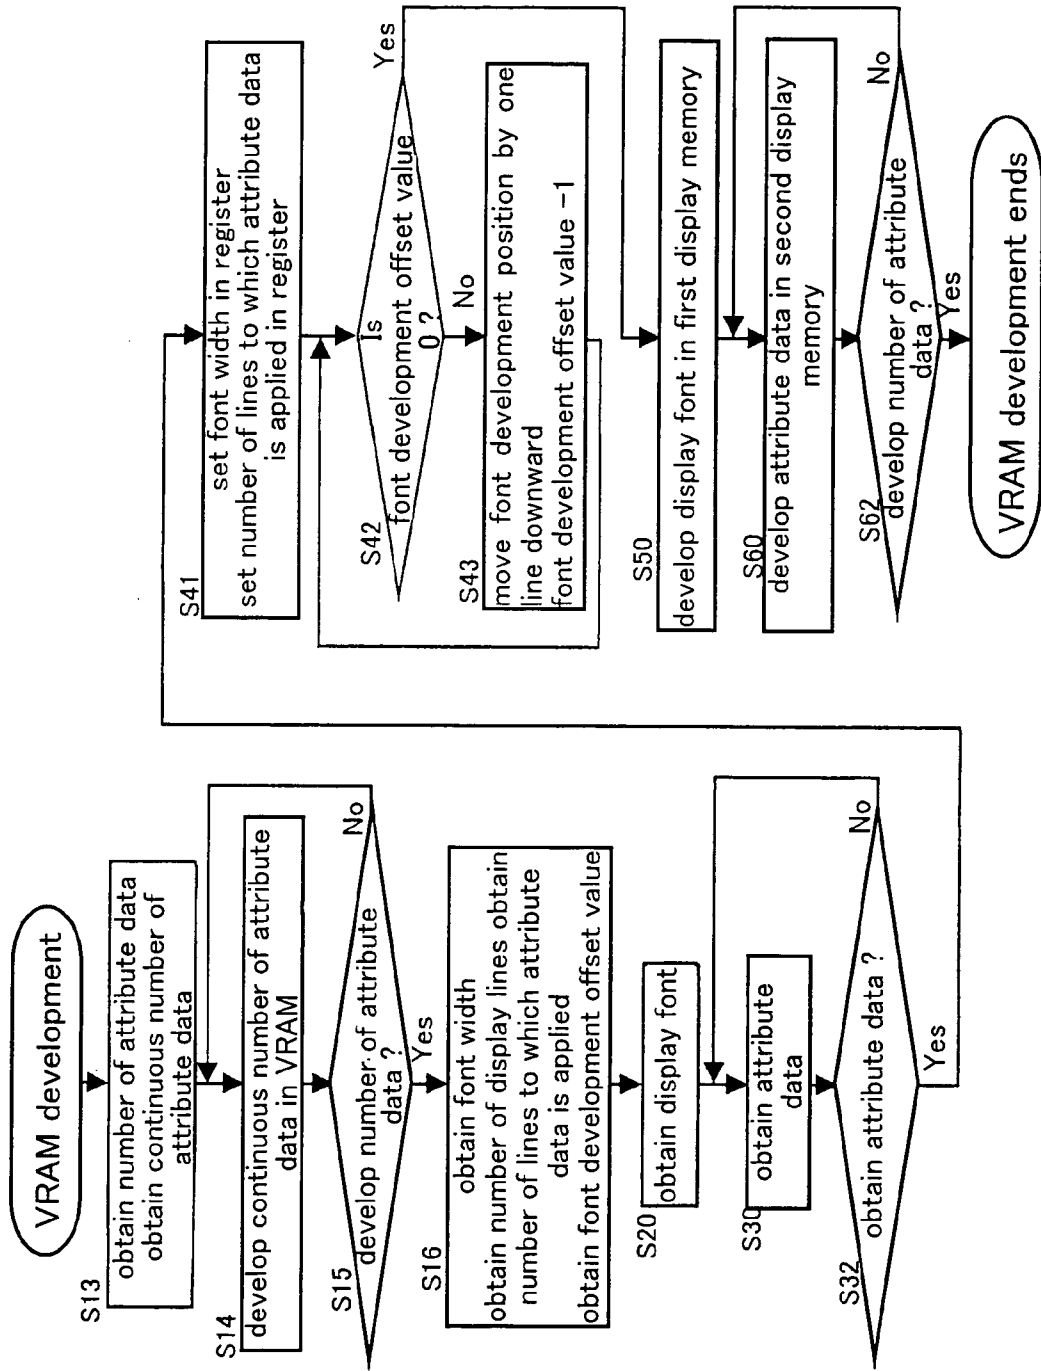 VRAM development
S13
obtain number of attribute data
obtain continuous number of
attribute data
S14
develop continuous number of attribute
data in VRAM
S15
develop number of attribute
data ?
No
Yes
S16
obtain font width
obtain number of display lines obtain
number of lines to which attribute
data is applied
obtain font development offset value
S20
obtain display font
S30
obtain attribute
data
S32
obtain attribute data ?
No
Yes
S41
set font width in register
set number of lines to which attribute data
is applied in register
S42
Is
font development offset value
0 ?
Yes
No
S43
move font development position by one
line downward
font development offset value -1
S50
develop display font in first display memory
S60
develop attribute data in second display
memory
S62
develop number of attribute
data ?
No
Yes
VRAM development ends